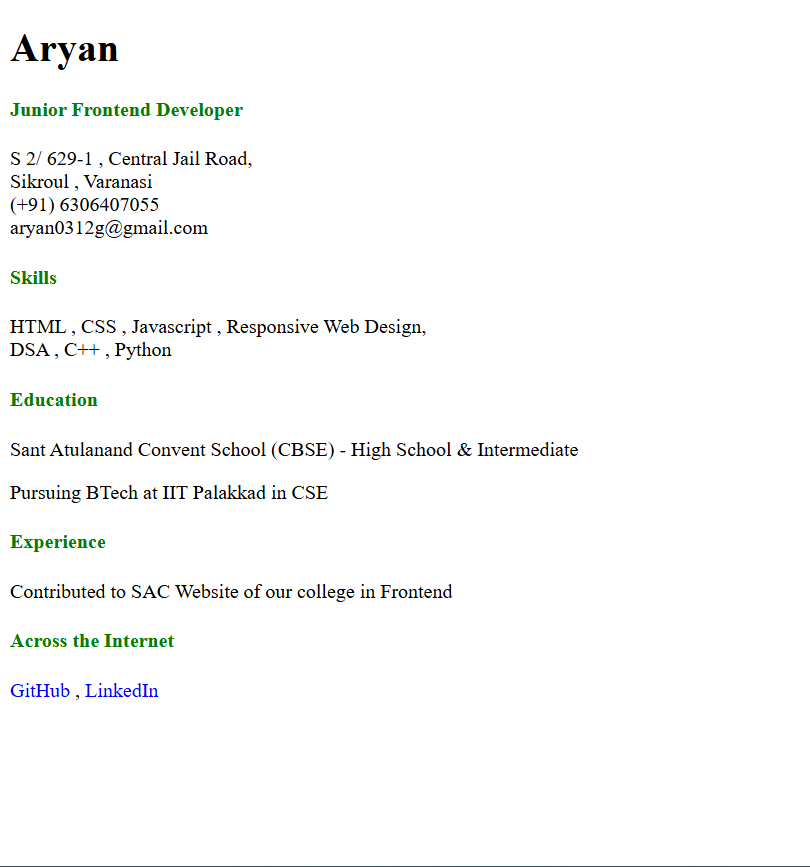 Aryan
Junior Frontend Developer
S 2/ 629-1 , Central Jail Road,
Sikroul , Varanasi
(+91) 6306407055
aryan0312g@gmail.com
Skills
HTML , CSS , Javascript , Responsive Web Design,
DSA , C++ , Python
Education
Sant Atulanand Convent School (CBSE) - High School & Intermediate
Pursuing BTech at IIT Palakkad in CSE
Experience
Contributed to SAC Website of our college in Frontend
Across the Internet
GitHub , LinkedIn